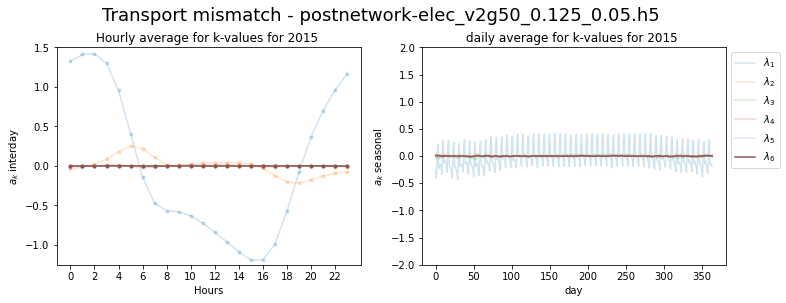 Transport mismatch - postnetwork-elec_v2g50_0.125_0.05.h5
Hourly average for k-values for 2015
1.5
1.0
0.5
0.0
−0.5
−1.0
a_k interday
0 2 4 6 8 10 12 14 16 18 20 22
Hours
daily average for k-values for 2015
2.0
1.5
1.0
0.5
0.0
−0.5
−1.0
−1.5
−2.0
a_k seasonal
0 50 100 150 200 250 300 350
day
λ1
λ2
λ3
λ4
λ5
λ6